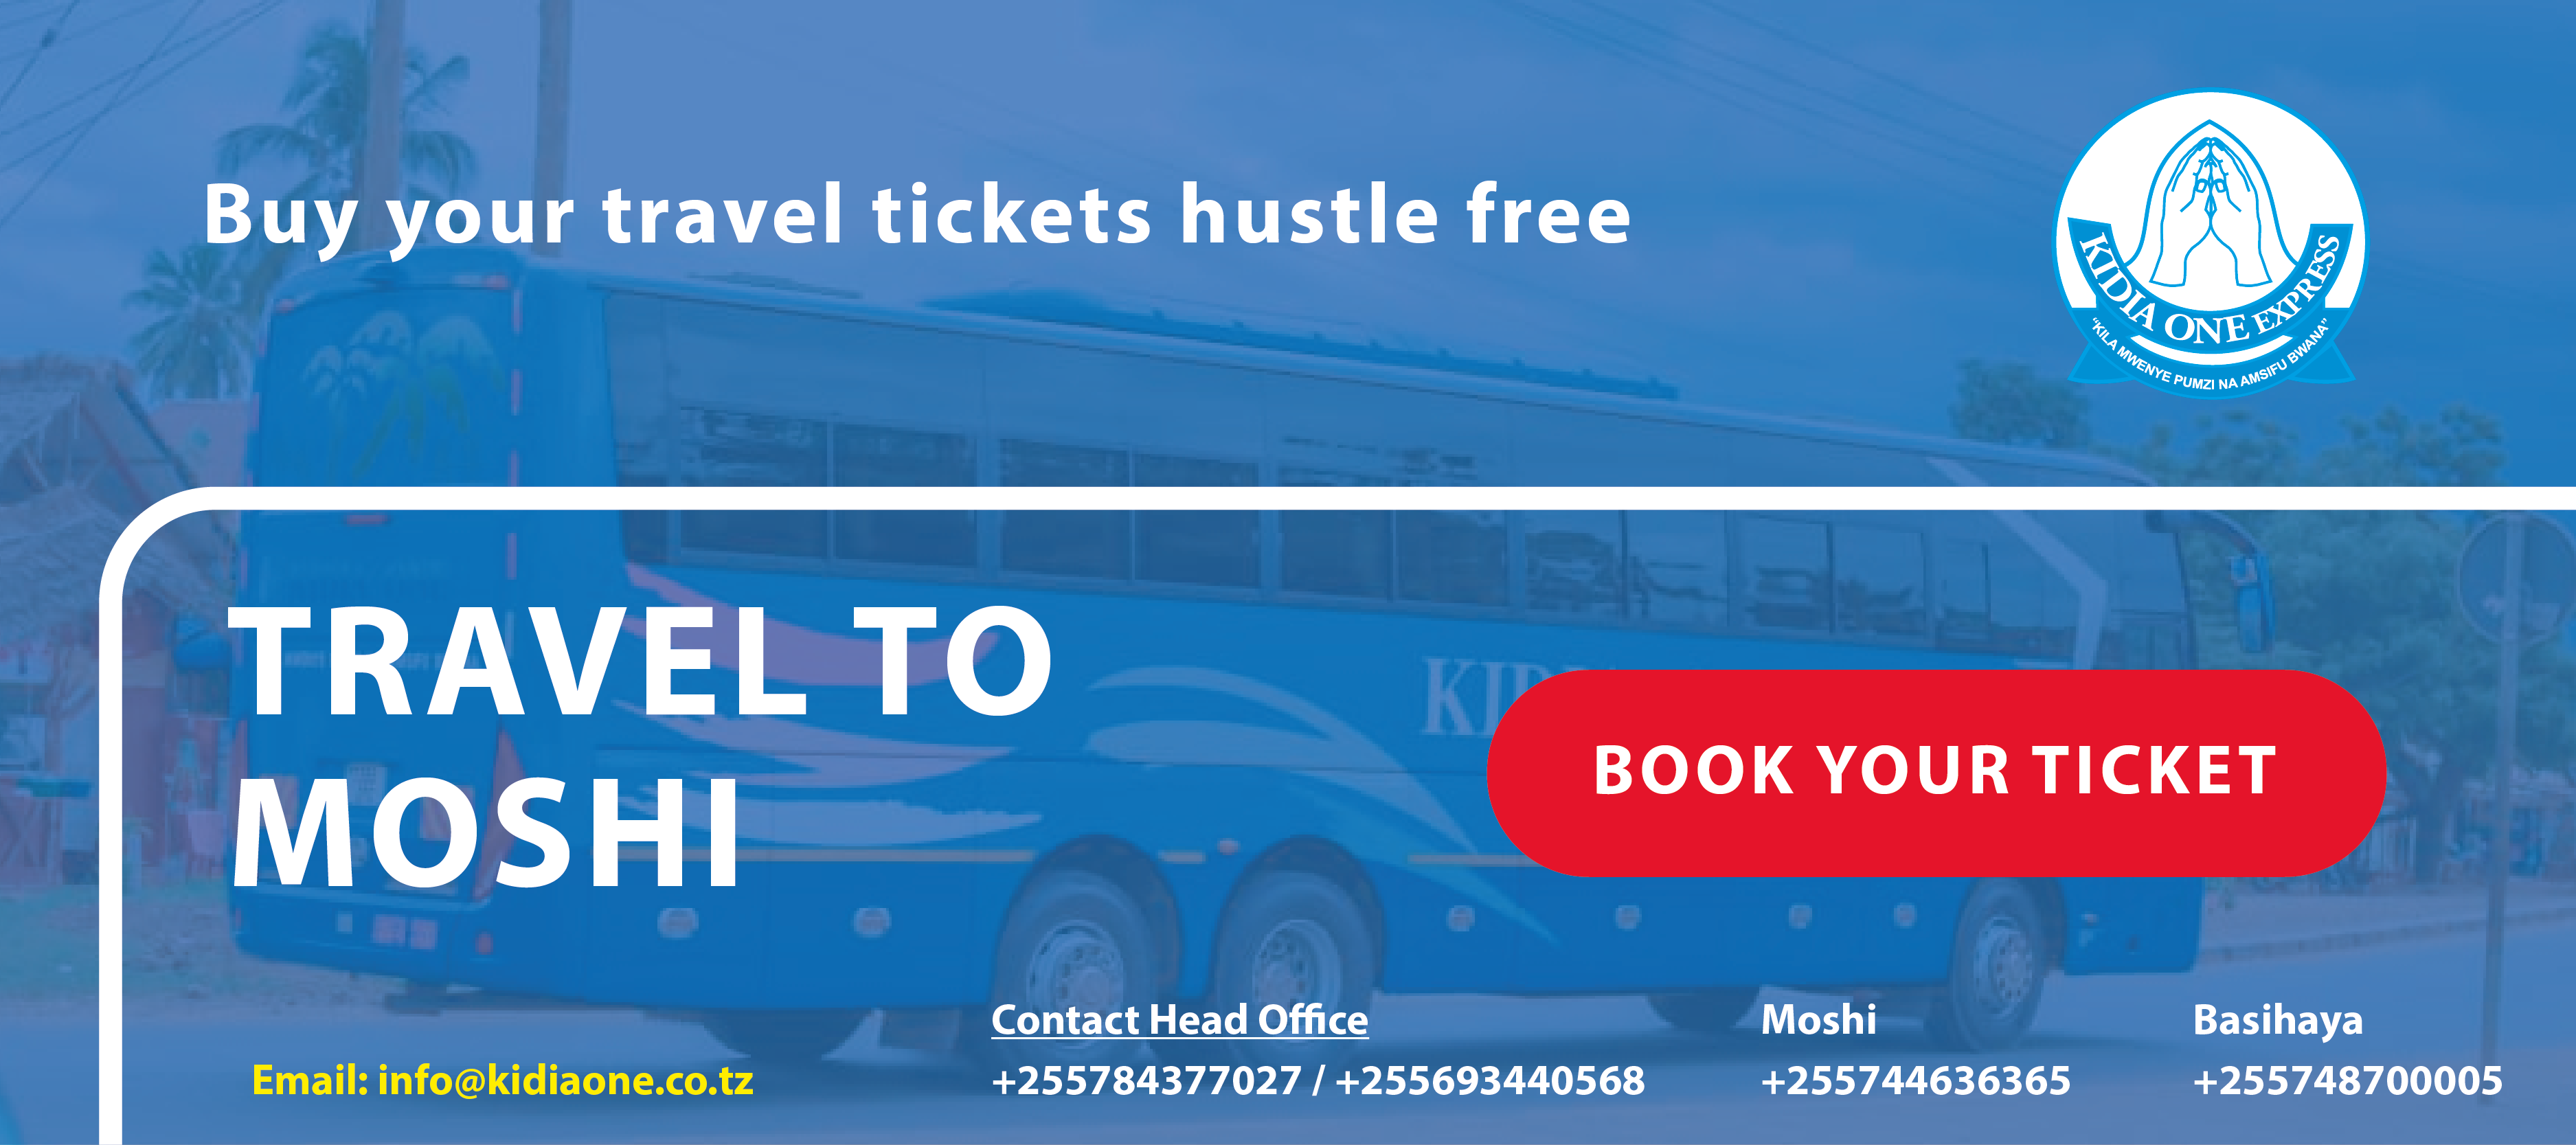 Buy your travel tickets hustle free
KIDIA ONE EXPRESS
"KILA MWENYE PUMZI NA AMSIFU BWANA"
TRAVEL TO
MOSHI
BOOK YOUR TICKET
Contact Head Office
+255784377027 / +255693440568
Moshi
+255744636365
Basihaya
+255748700005
Email: info@kidiaone.co.tz